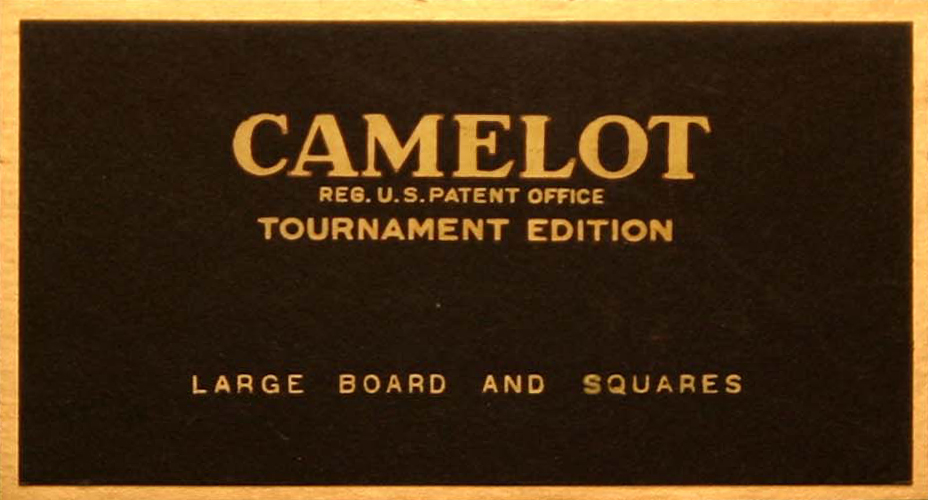 CAMELOT
REG. U.S. PATENT OFFICE
TOURNAMENT EDITION
LARGE BOARD AND SQUARES